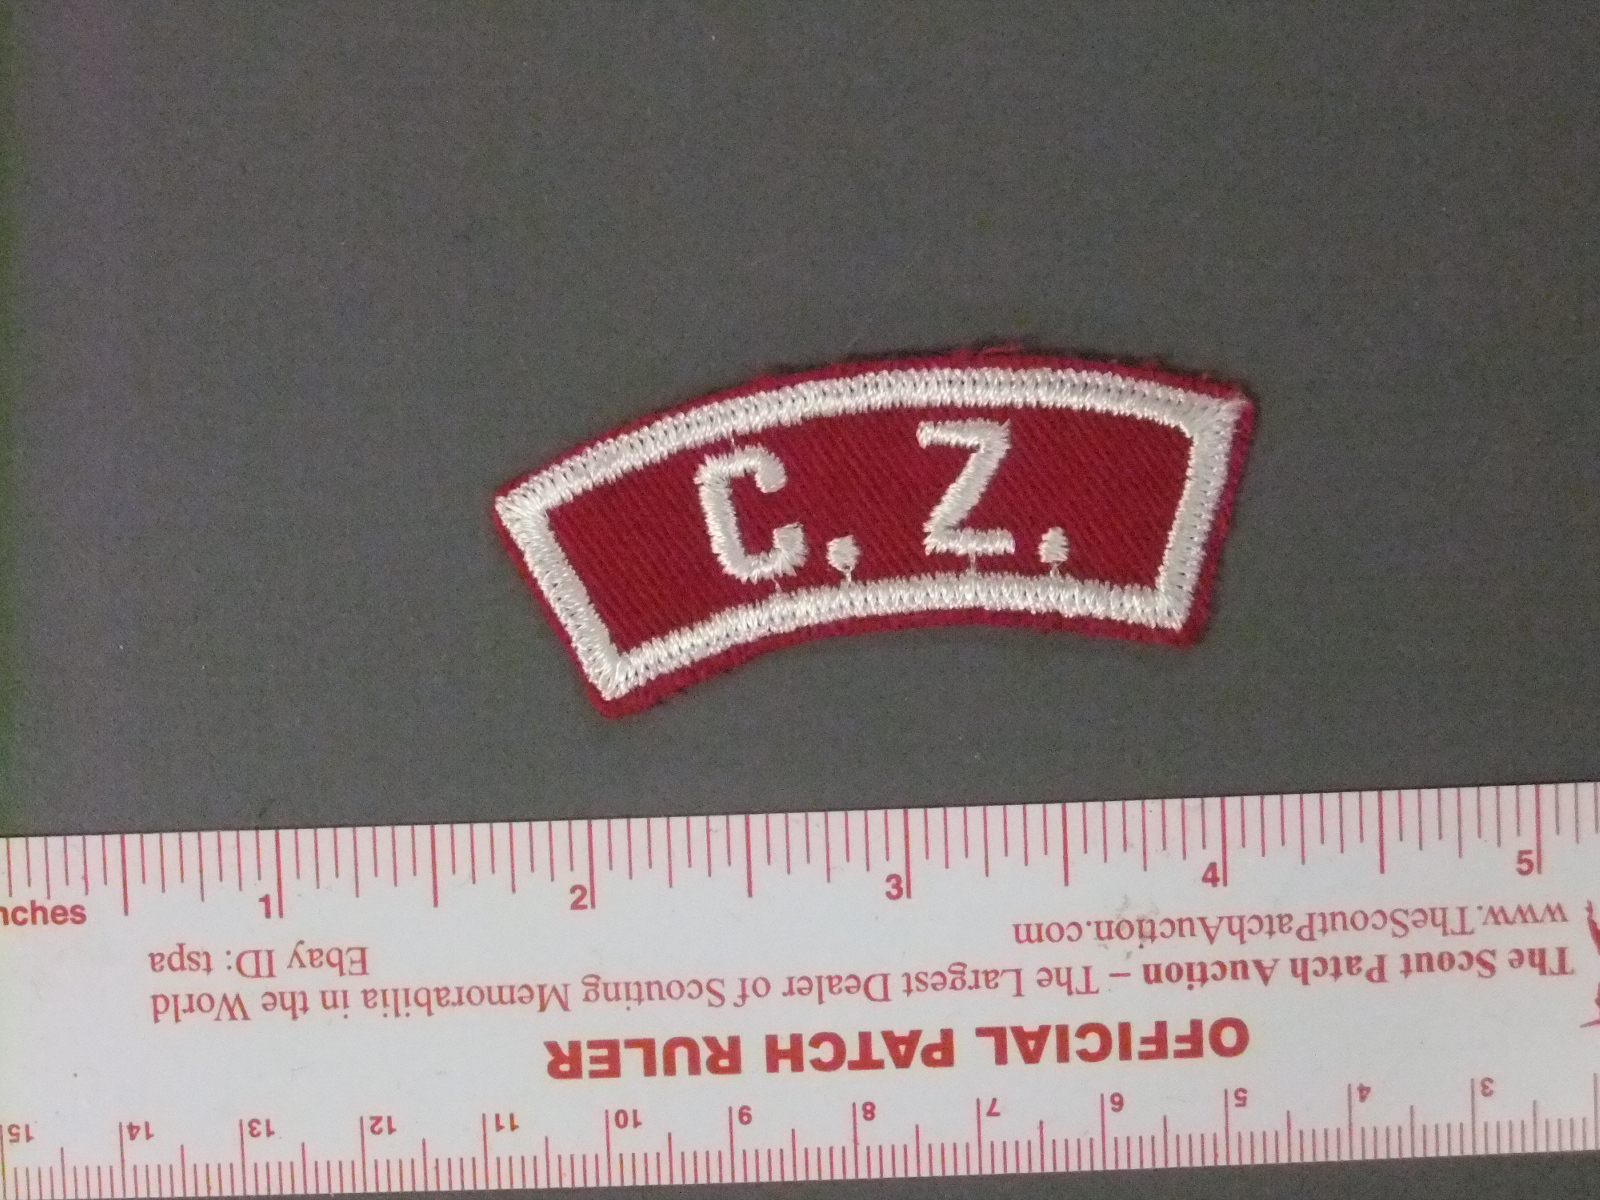 C. Z.
1 2 3 4 5
nches
www.TheScoutPatchAuction.com
Ebay ID: tspa
The Scout Patch Auction – The Largest Dealer of Scouting Memorabilia in the World
OFFICIAL PATCH RULER
3 4 5 6 7 8 9 10 11 12 13 14 15